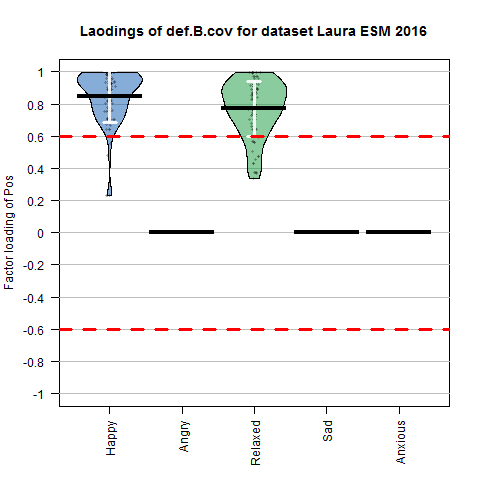 Laodings of def.B.cov for dataset Laura ESM 2016
Factor loading of Pos
1
0.8
0.6
0.4
0.2
0
-0.2
-0.4
-0.6
-0.8
-1
Happy
Angry
Relaxed
Sad
Anxious